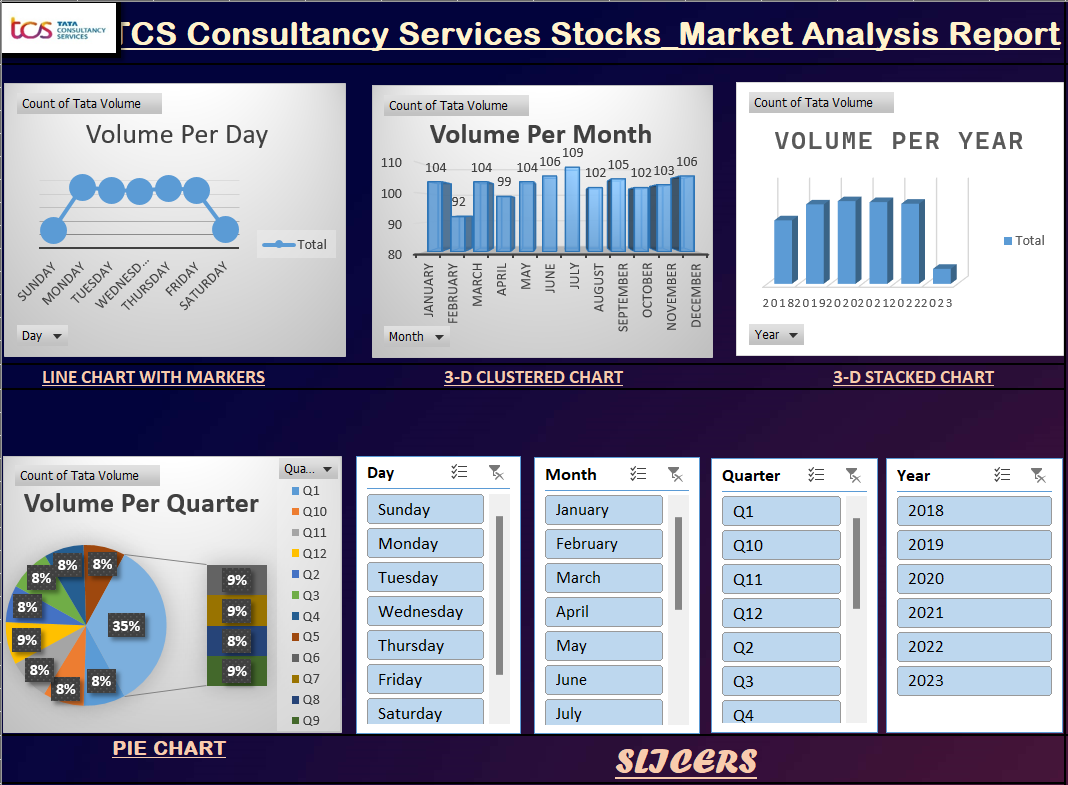 tcs TATA
CONSULTANCY
SERVICES
TCS Consultancy Services Stocks_Market Analysis Report
Count of Tata Volume
Volume Per Day
Total
SUNDAY
MONDAY
TUESDAY
WEDNESD...
THURSDAY
FRIDAY
SATURDAY
Day
LINE CHART WITH MARKERS
Count of Tata Volume
Volume Per Month
110
100
90
80
104
92
104
99
104
106
109
102
105
102
103
106
JANUARY
FEBRUARY
MARCH
APRIL
MAY
JUNE
JULY
AUGUST
SEPTEMBER
OCTOBER
NOVEMBER
DECEMBER
Month
3-D CLUSTERED CHART
Count of Tata Volume
VOLUME PER YEAR
Total
2018 2019 2020 2021 2022 2023
Year
3-D STACKED CHART
Count of Tata Volume
Qua...
Volume Per Quarter
8%
8%
8%
8%
9%
8%
8%
8%
35%
9%
9%
8%
9%
Q1
Q10
Q11
Q12
Q2
Q3
Q4
Q5
Q6
Q7
Q8
Q9
PIE CHART
Day
Sunday
Monday
Tuesday
Wednesday
Thursday
Friday
Saturday
Month
January
February
March
April
May
June
July
Quarter
Q1
Q10
Q11
Q12
Q2
Q3
Q4
Year
2018
2019
2020
2021
2022
2023
SLICERS